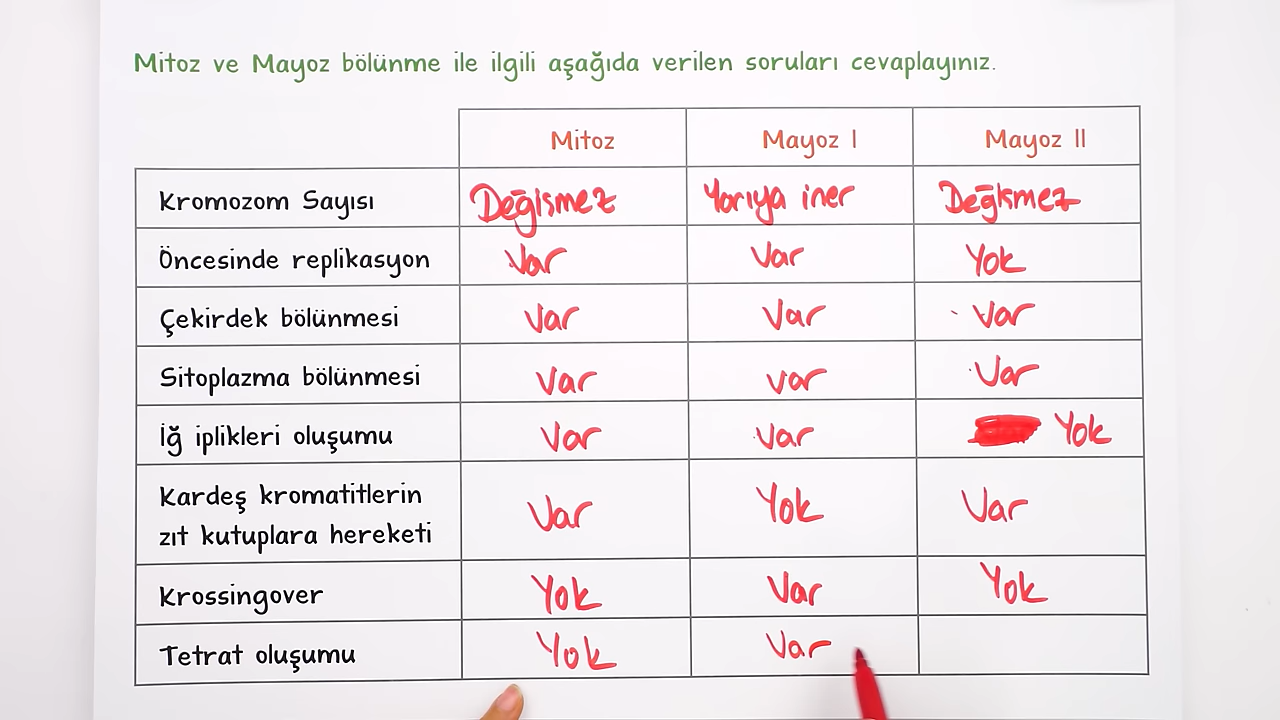 Mitoz ve Mayoz bölünme ile ilgili aşağıda verilen soruları cevaplayınız.
Mitoz Mayoz I Mayoz II
Kromozom Sayısı Değişmez Yarıya iner Değişmez
Öncesinde replikasyon Var Var Yok
Çekirdek bölünmesi Var Var Var
Sitoplazma bölünmesi Var Var Var
İğ iplikleri oluşumu Var Var Yok
Kardeş kromatitlerin
zıt kutuplara hereketi Var Yok Var
Krossingover Yok Var Yok
Tetrat oluşumu Yok Var